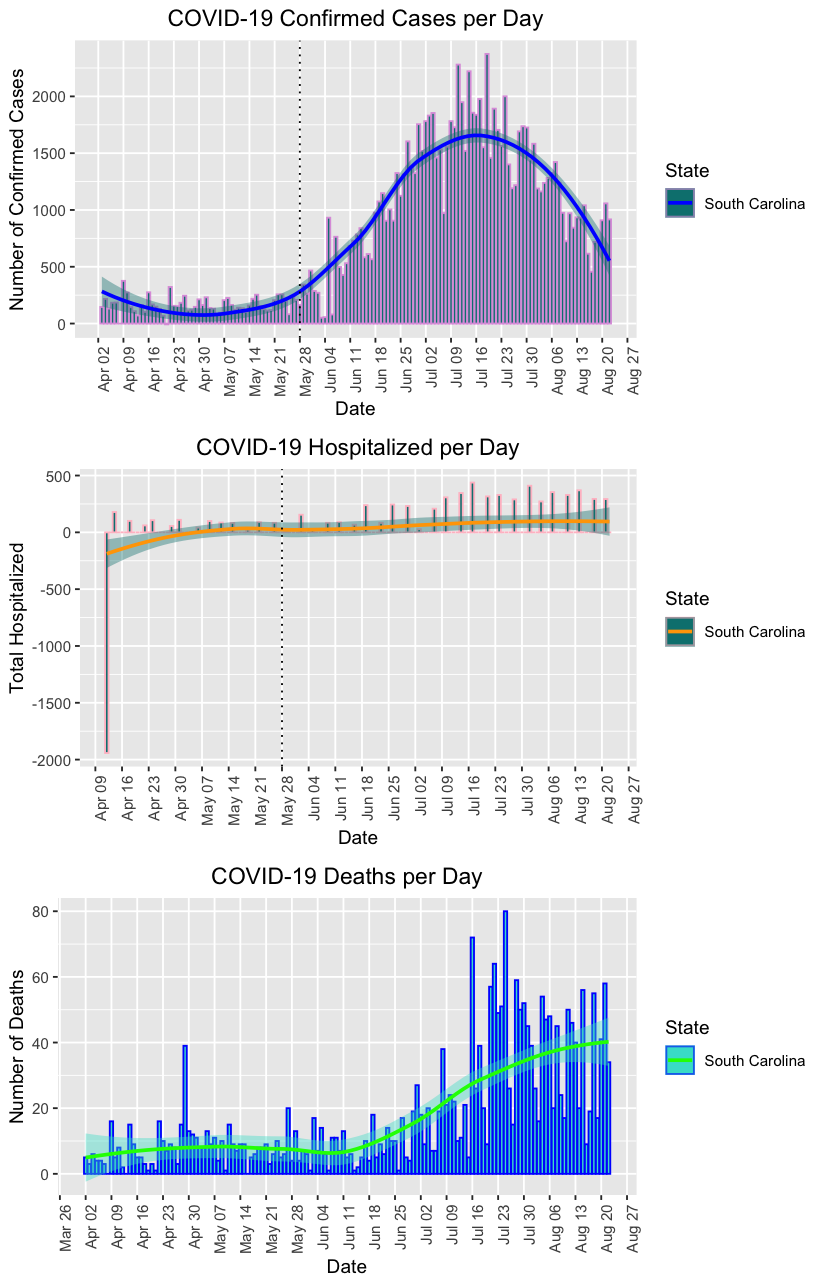 COVID-19 Confirmed Cases per Day
Number of Confirmed Cases
2000
1500
1000
500
0
Apr 02
Apr 09
Apr 16
Apr 23
Apr 30
May 07
May 14
May 21
May 28
Jun 04
Jun 11
Jun 18
Jun 25
Jul 02
Jul 09
Jul 16
Jul 23
Jul 30
Aug 06
Aug 13
Aug 20
Aug 27
Date
State
South Carolina
COVID-19 Hospitalized per Day
Total Hospitalized
500
0
-500
-1000
-1500
-2000
Apr 09
Apr 16
Apr 23
Apr 30
May 07
May 14
May 21
May 28
Jun 04
Jun 11
Jun 18
Jun 25
Jul 02
Jul 09
Jul 16
Jul 23
Jul 30
Aug 06
Aug 13
Aug 20
Aug 27
Date
State
South Carolina
COVID-19 Deaths per Day
Number of Deaths
80
60
40
20
0
Mar 26
Apr 02
Apr 09
Apr 16
Apr 23
Apr 30
May 07
May 14
May 21
May 28
Jun 04
Jun 11
Jun 18
Jun 25
Jul 02
Jul 09
Jul 16
Jul 23
Jul 30
Aug 06
Aug 13
Aug 20
Aug 27
Date
State
South Carolina